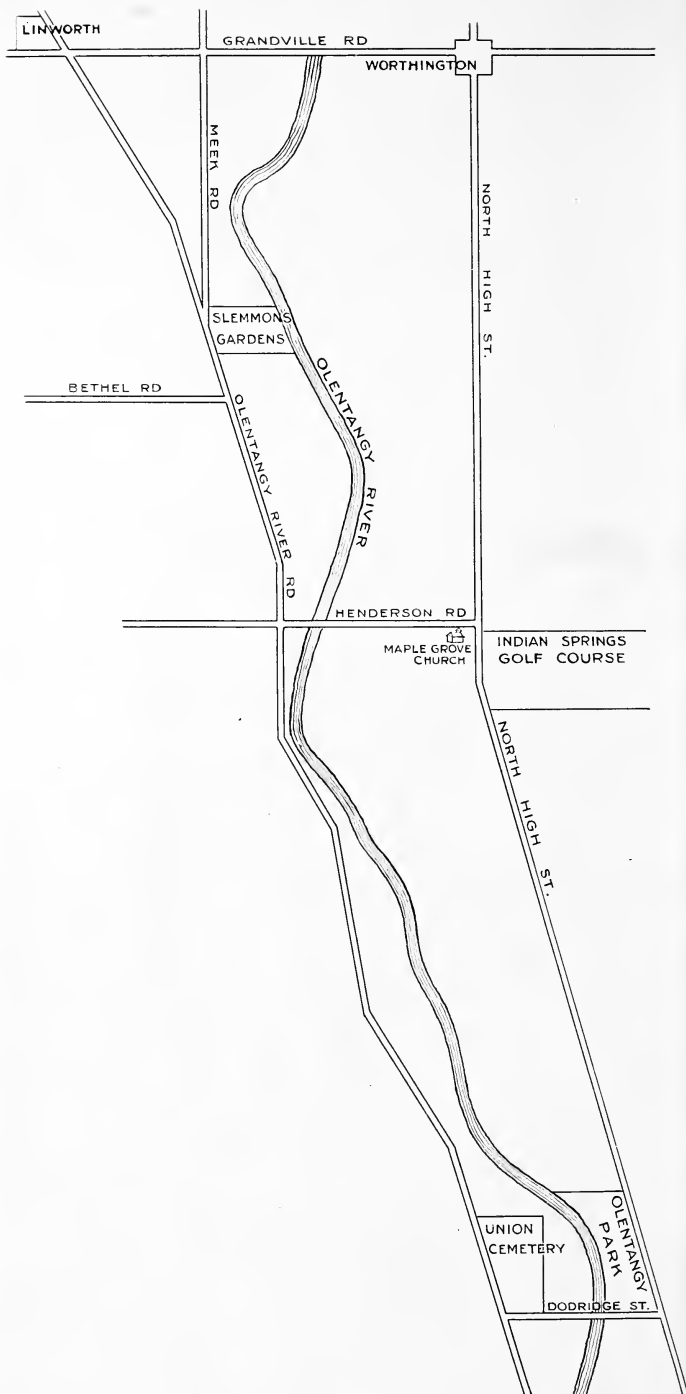 LINWORTH
GRANDVILLE RD
WORTHINGTON
MEEK RD
NORTH HIGH ST.
SLEMMONS
GARDENS
OLENTANGY RIVER
BETHEL RD
OLENTANGY RIVER RD
HENDERSON RD
MAPLE GROVE
CHURCH
INDIAN SPRINGS
GOLF COURSE
NORTH HIGH ST.
OLENTANGY
PARK
UNION
CEMETERY
DODRIDGE ST.